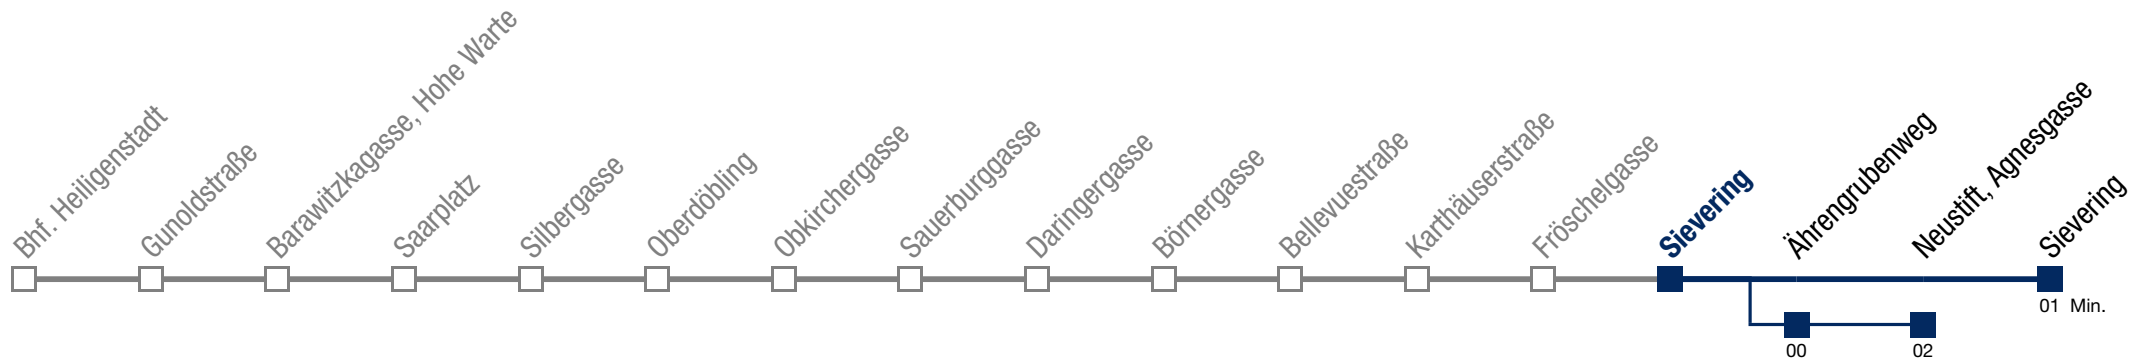 Bhf. Heiligenstadt
Gunoldstraße
Barawitzkagasse, Hohe Warte
Saarplatz
Silbergasse
Oberdöbling
Obkirchergasse
Sauerburggasse
Daringergasse
Börnergasse
Bellevuestraße
Karthäuserstraße
Fröschelgasse
Sievering
Ährengrubenweg
Neustift, Agnesgasse
Sievering
01 Min.
00
02